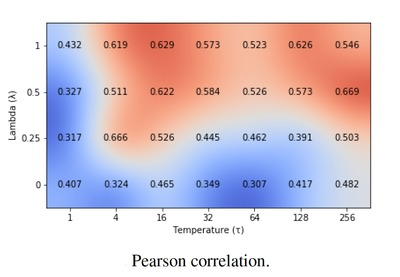 1 0.432 0.619 0.629 0.573 0.523 0.626 0.546
0.5 0.327 0.511 0.622 0.584 0.526 0.573 0.669
Lambda (λ)
0.25 0.317 0.666 0.526 0.445 0.462 0.391 0.503
0 0.407 0.324 0.465 0.349 0.307 0.417 0.482
1 4 16 32 64 128 256
Temperature (τ)
Pearson correlation.